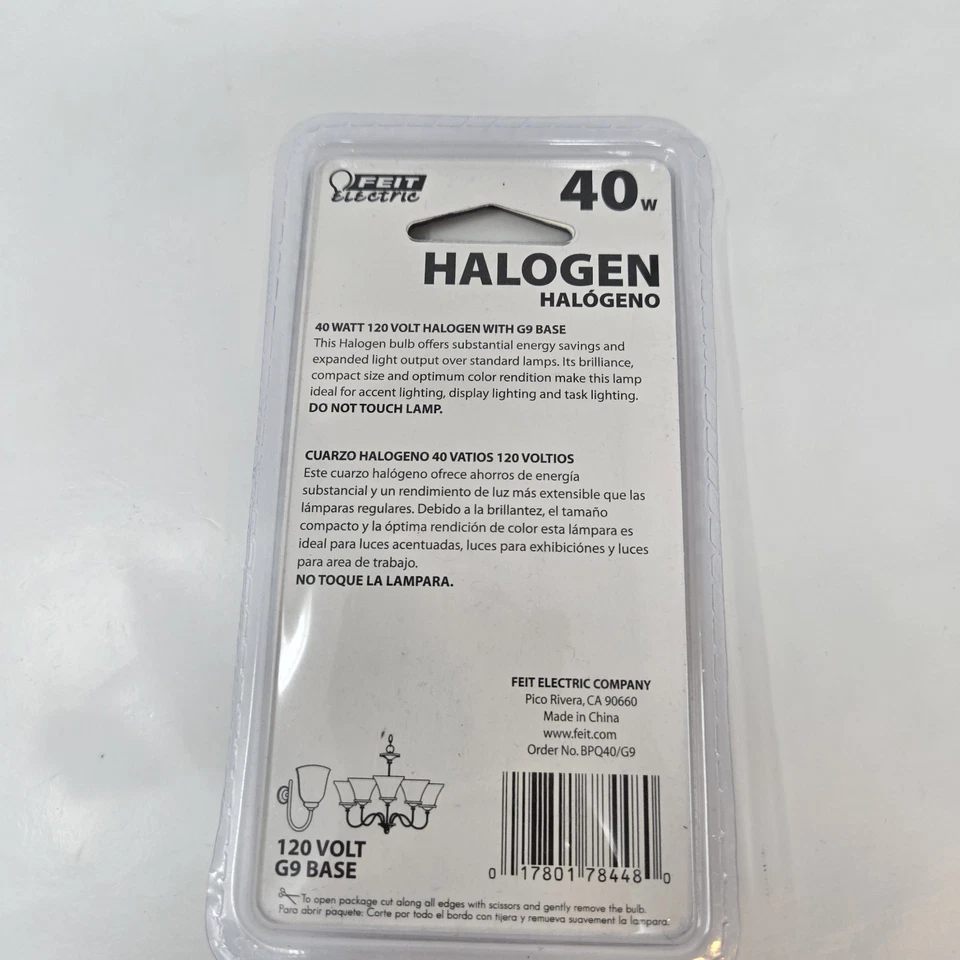 FEIT
Electric
40 W
HALOGEN
HALÓGENO
40 WATT 120 VOLT HALOGEN WITH G9 BASE
This Halogen bulb offers substantial energy savings and
expanded light output over standard lamps. Its brilliance,
compact size and optimum color rendition make this lamp
ideal for accent lighting, display lighting and task lighting.
DO NOT TOUCH LAMP.
CUARZO HALOGENO 40 VATIOS 120 VOLTIOS
Este cuarzo halógeno ofrece ahorros de energía
substancial y un rendimiento de luz más extensible que las
lámparas regulares. Debido a la brillantez, el tamaño
compacto y la óptima rendición de color esta lámpara es
ideal para luces acentuadas, luces para exhibiciónes y luces
para area de trabajo.
NO TOQUE LA LAMPARA.
FEIT ELECTRIC COMPANY
Pico Rivera, CA 90660
Made in China
www.feit.com
Order No. BPQ40/G9
120 VOLT
G9 BASE
0 17801 78448 0
To open package cut along all edges with scissors and gently remove the bulb.
Para abrir paquete: Corte por todo el bordo con tijera y remueva suavement la lampara.